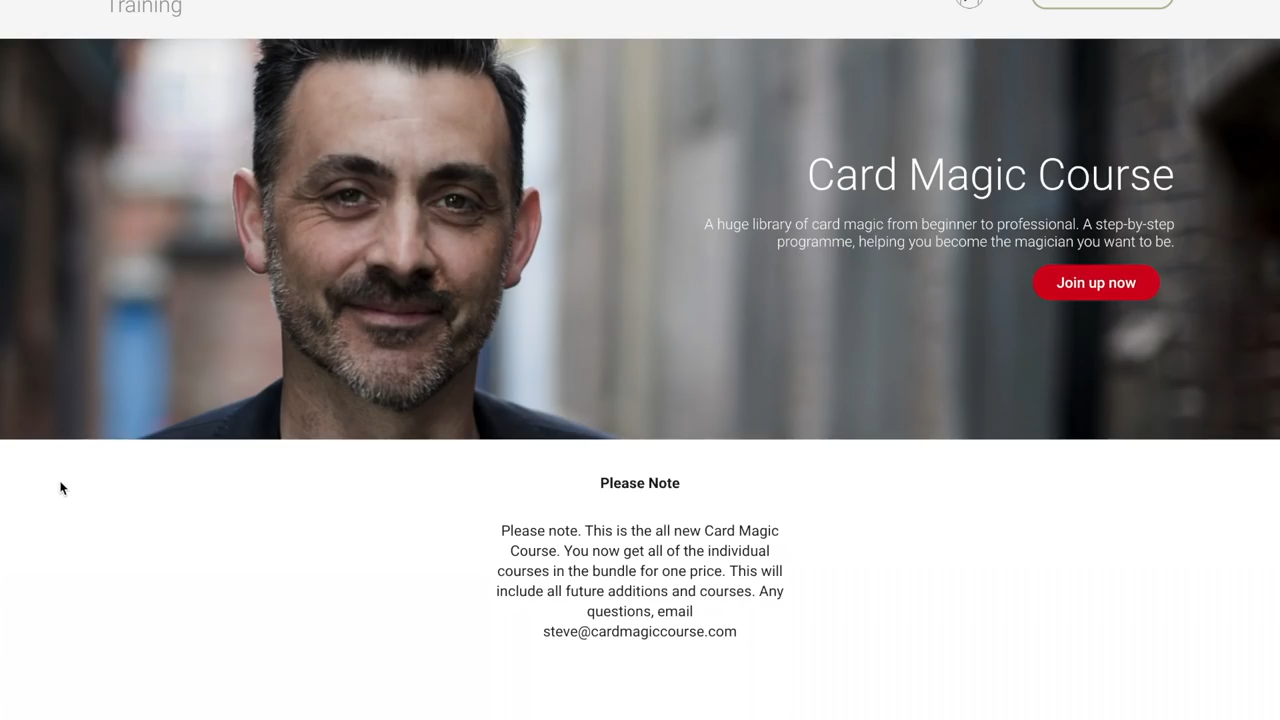 Training
Card Magic Course
A huge library of card magic from beginner to professional. A step-by-step
programme, helping you become the magician you want to be.
Join up now
Please Note
Please note. This is the all new Card Magic
Course. You now get all of the individual
courses in the bundle for one price. This will
include all future additions and courses. Any
questions, email
steve@cardmagiccourse.com